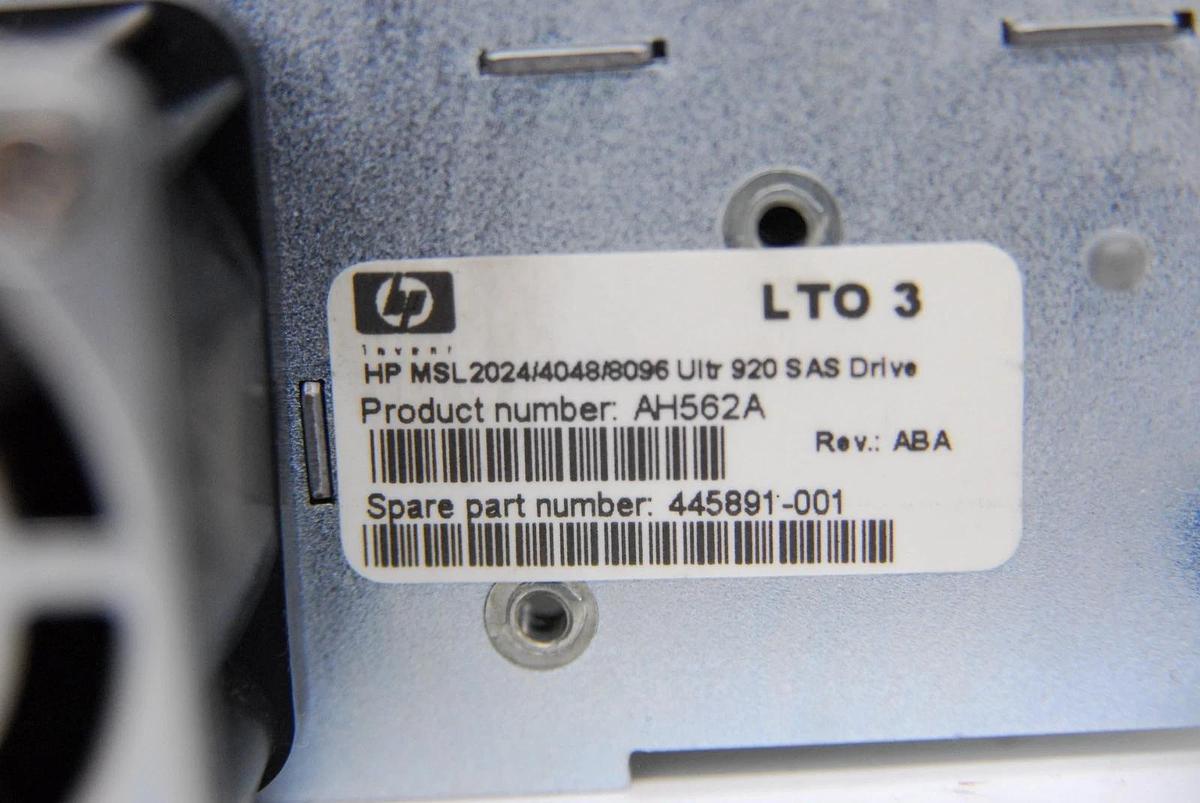 hp
invent
LTO 3
HP MSL2024/4048/8096 Ultr 920 SAS Drive
Product number: AH562A
Rev.: ABA
Spare part number: 445891-001